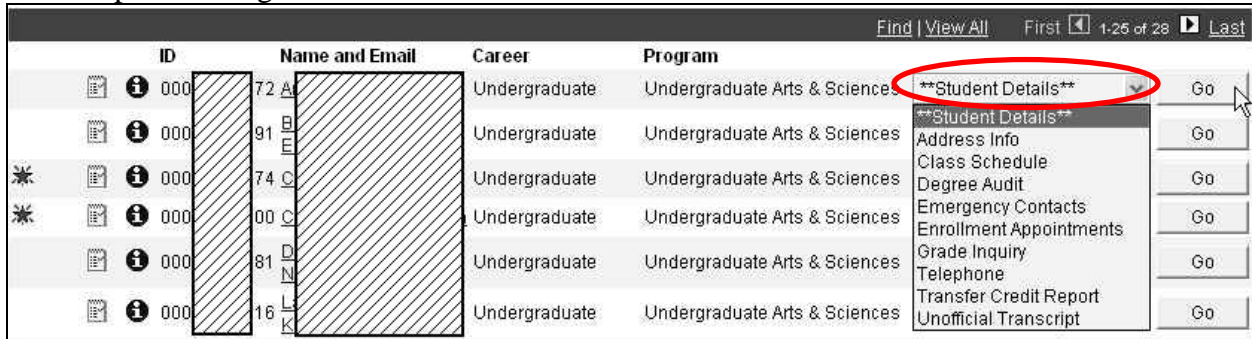 Find | View All First 1-25 of 28 Last
ID Name and Email Career Program
000 72 A Undergraduate Undergraduate Arts & Sciences **Student Details** Go
**Student Details**
000 91 B Undergraduate Undergraduate Arts & Sciences Address Info Go
E
Class Schedule
000 74 C Undergraduate Undergraduate Arts & Sciences Degree Audit Go
Emergency Contacts
000 00 C Undergraduate Undergraduate Arts & Sciences Enrollment Appointments Go
Grade Inquiry
000 81 D Undergraduate Undergraduate Arts & Sciences Telephone Go
N
Transfer Credit Report
000 16 L Undergraduate Undergraduate Arts & Sciences Unofficial Transcript Go
K